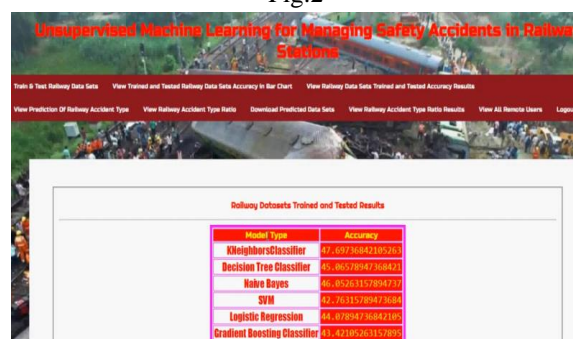 Fig.2
Unsupervised Machine Learning for Managing Safety Accidents in Railway
Stations
Train & Test Railway Data Sets View Trained and Tested Railway Data Sets Accuracy in Bar Chart View Railway Data Sets Trained and Tested Accuracy Results
View Prediction Of Railway Accident Type View Railway Accident Type Ratio Download Predicted Data Sets View Railway Accident Type Ratio Results View All Remote Users Logou
Railway Datasets Trained and Tested Results
Model Type Accuracy
KNeighborsClassifier 47.69736842105263
Decision Tree Classifier 45.06578947368421
Naive Bayes 46.05263157894737
SVM 42.76315789473684
Logistic Regression 44.07894736842105
Gradient Boosting Classifier 43.42105263157895